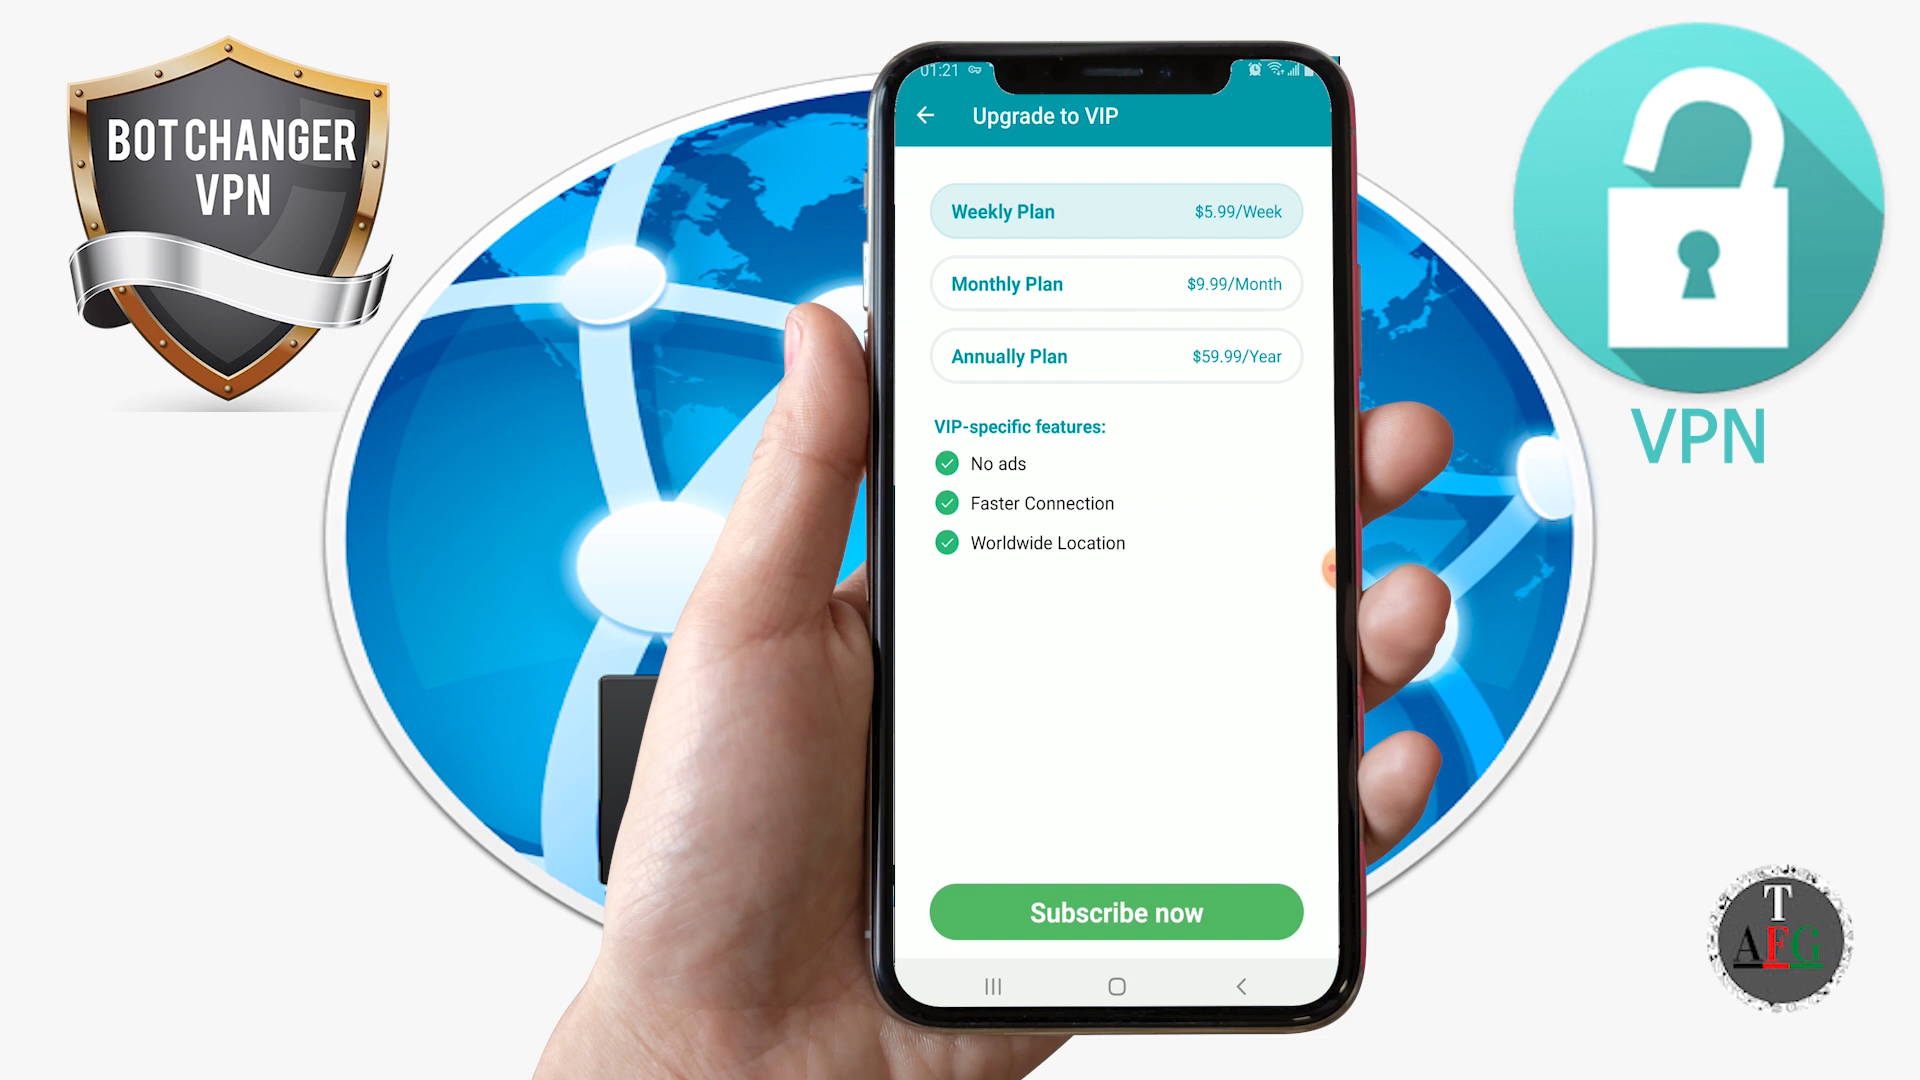 BOT CHANGER
VPN
01:21
Upgrade to VIP
Weekly Plan $5.99/Week
Monthly Plan $9.99/Month
Annually Plan $59.99/Year
VIP-specific features:
No ads
Faster Connection
Worldwide Location
Subscribe now
VPN
T
AFG